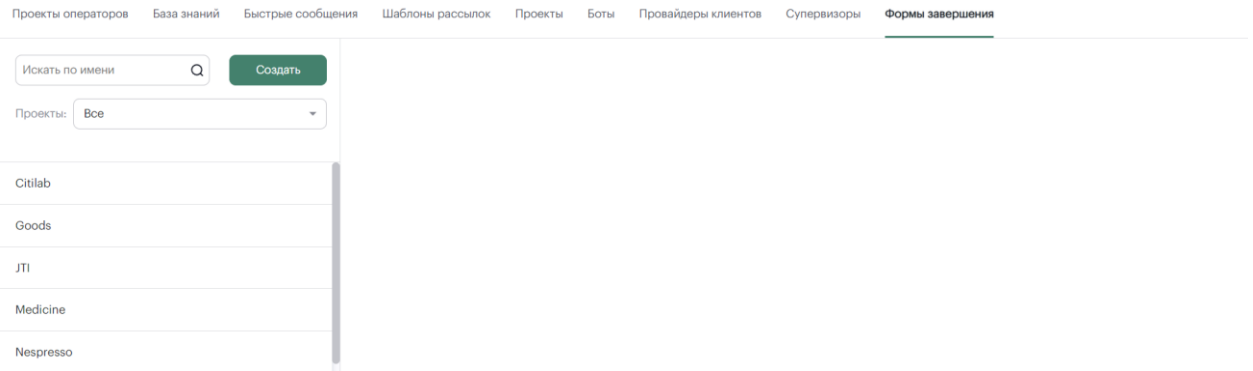 Проекты операторов База знаний Быстрые сообщения Шаблоны рассылок Проекты Боты Провайдеры клиентов Супервизоры Формы завершения
Искать по имени Создать
Проекты: Все
Citilab
Goods
JTI
Medicine
Nespresso